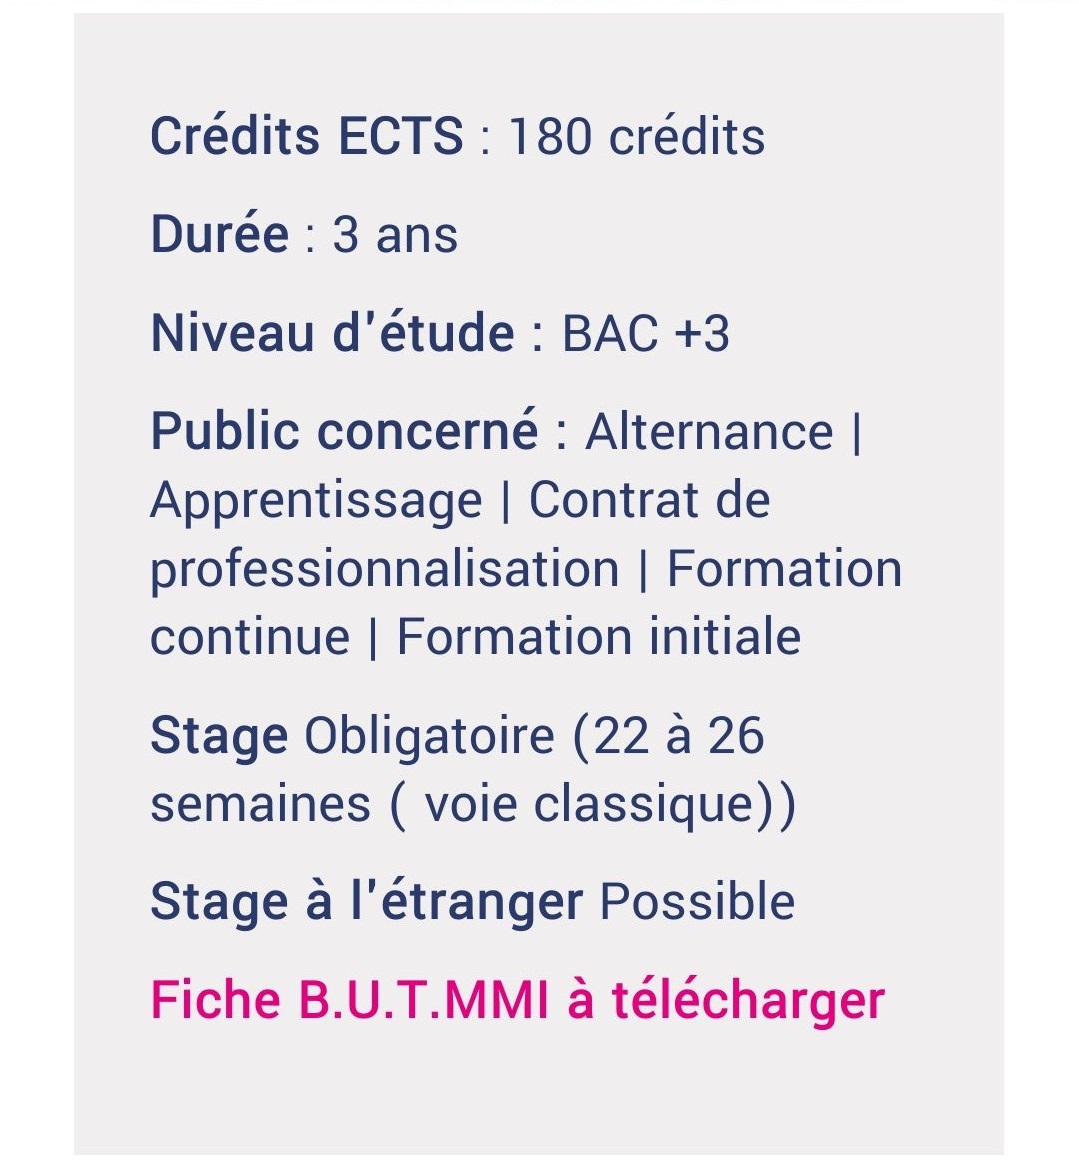 Crédits ECTS : 180 crédits
Durée : 3 ans
Niveau d'étude : BAC +3
Public concerné : Alternance |
Apprentissage | Contrat de
professionnalisation | Formation
continue | Formation initiale
Stage Obligatoire (22 à 26
semaines ( voie classique))
Stage à l'étranger Possible
Fiche B.U.T.MMI à télécharger